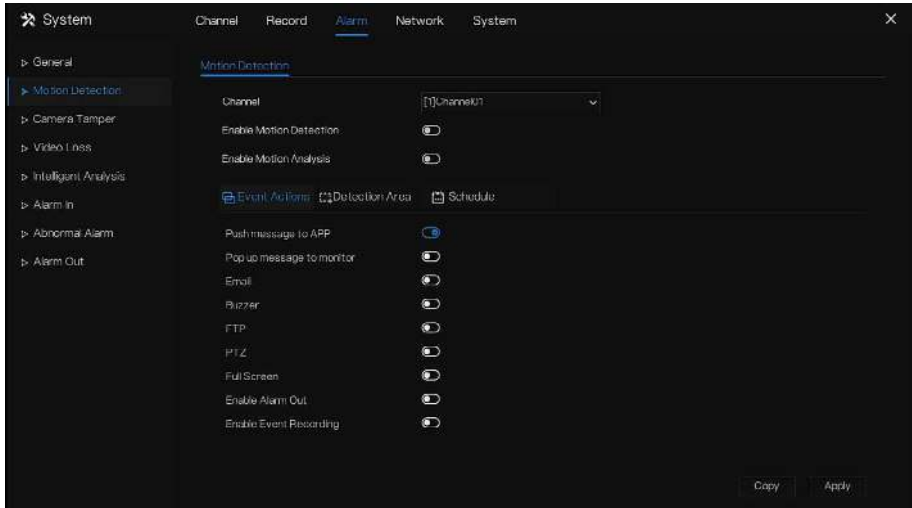 System Channel Record Alarm Network System
General
Motion Detection
Motion Detection
Channel [1]Channel01
Camera Tamper
Enable Motion Detection
Video Loss
Enable Motion Analysis
Intelligent Analysis
Event Actions Detection Area Schedule
Alarm In
Abnormal Alarm
Push message to APP
Pop up message to monitor
Alarm Out
Email
Buzzer
FTP
PTZ
Full Screen
Enable Alarm Out
Enable Event Recording
Copy Apply